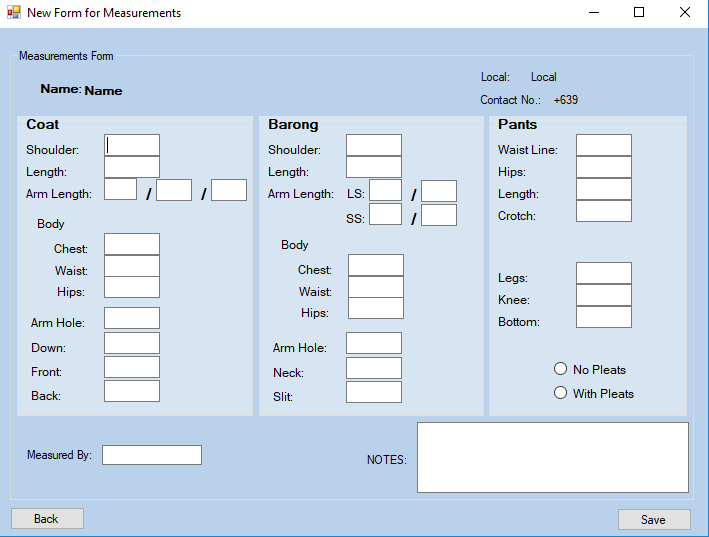 New Form for Measurements
Measurements Form
Name: Name
Local: Local
Contact No.: +639
Coat
Shoulder:
Length:
Arm Length: / /
Body
Chest:
Waist:
Hips:
Arm Hole:
Down:
Front:
Back:
Barong
Shoulder:
Length:
Arm Length: LS: /
SS: /
Body
Chest:
Waist:
Hips:
Arm Hole:
Neck:
Slit:
Pants
Waist Line:
Hips:
Length:
Crotch:
Legs:
Knee:
Bottom:
No Pleats
With Pleats
Measured By:
NOTES:
Back
Save